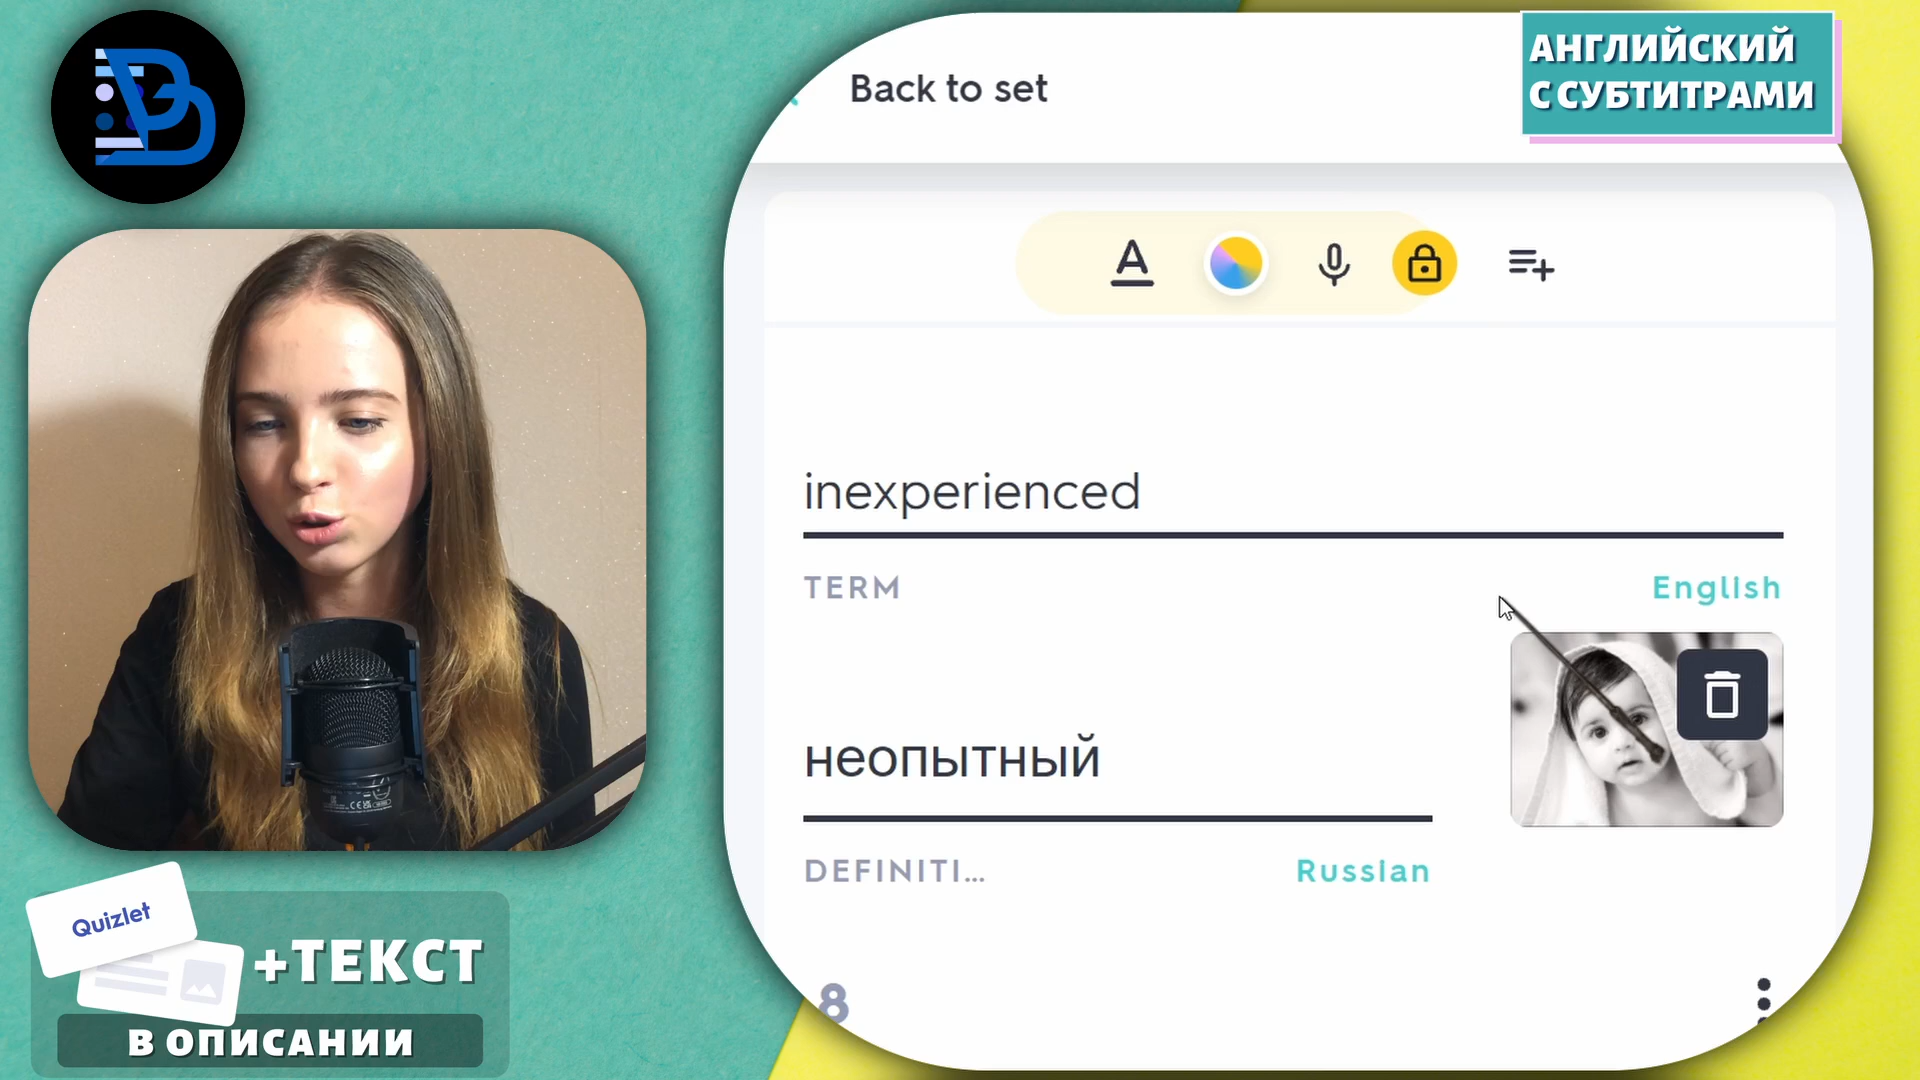 АНГЛИЙСКИЙ
С СУБТИТРАМИ
Back to set
A
inexperienced
TERM
English
неопытный
DEFINITI...
Russian
8
Quizlet
+ТЕКСТ
В ОПИСАНИИ